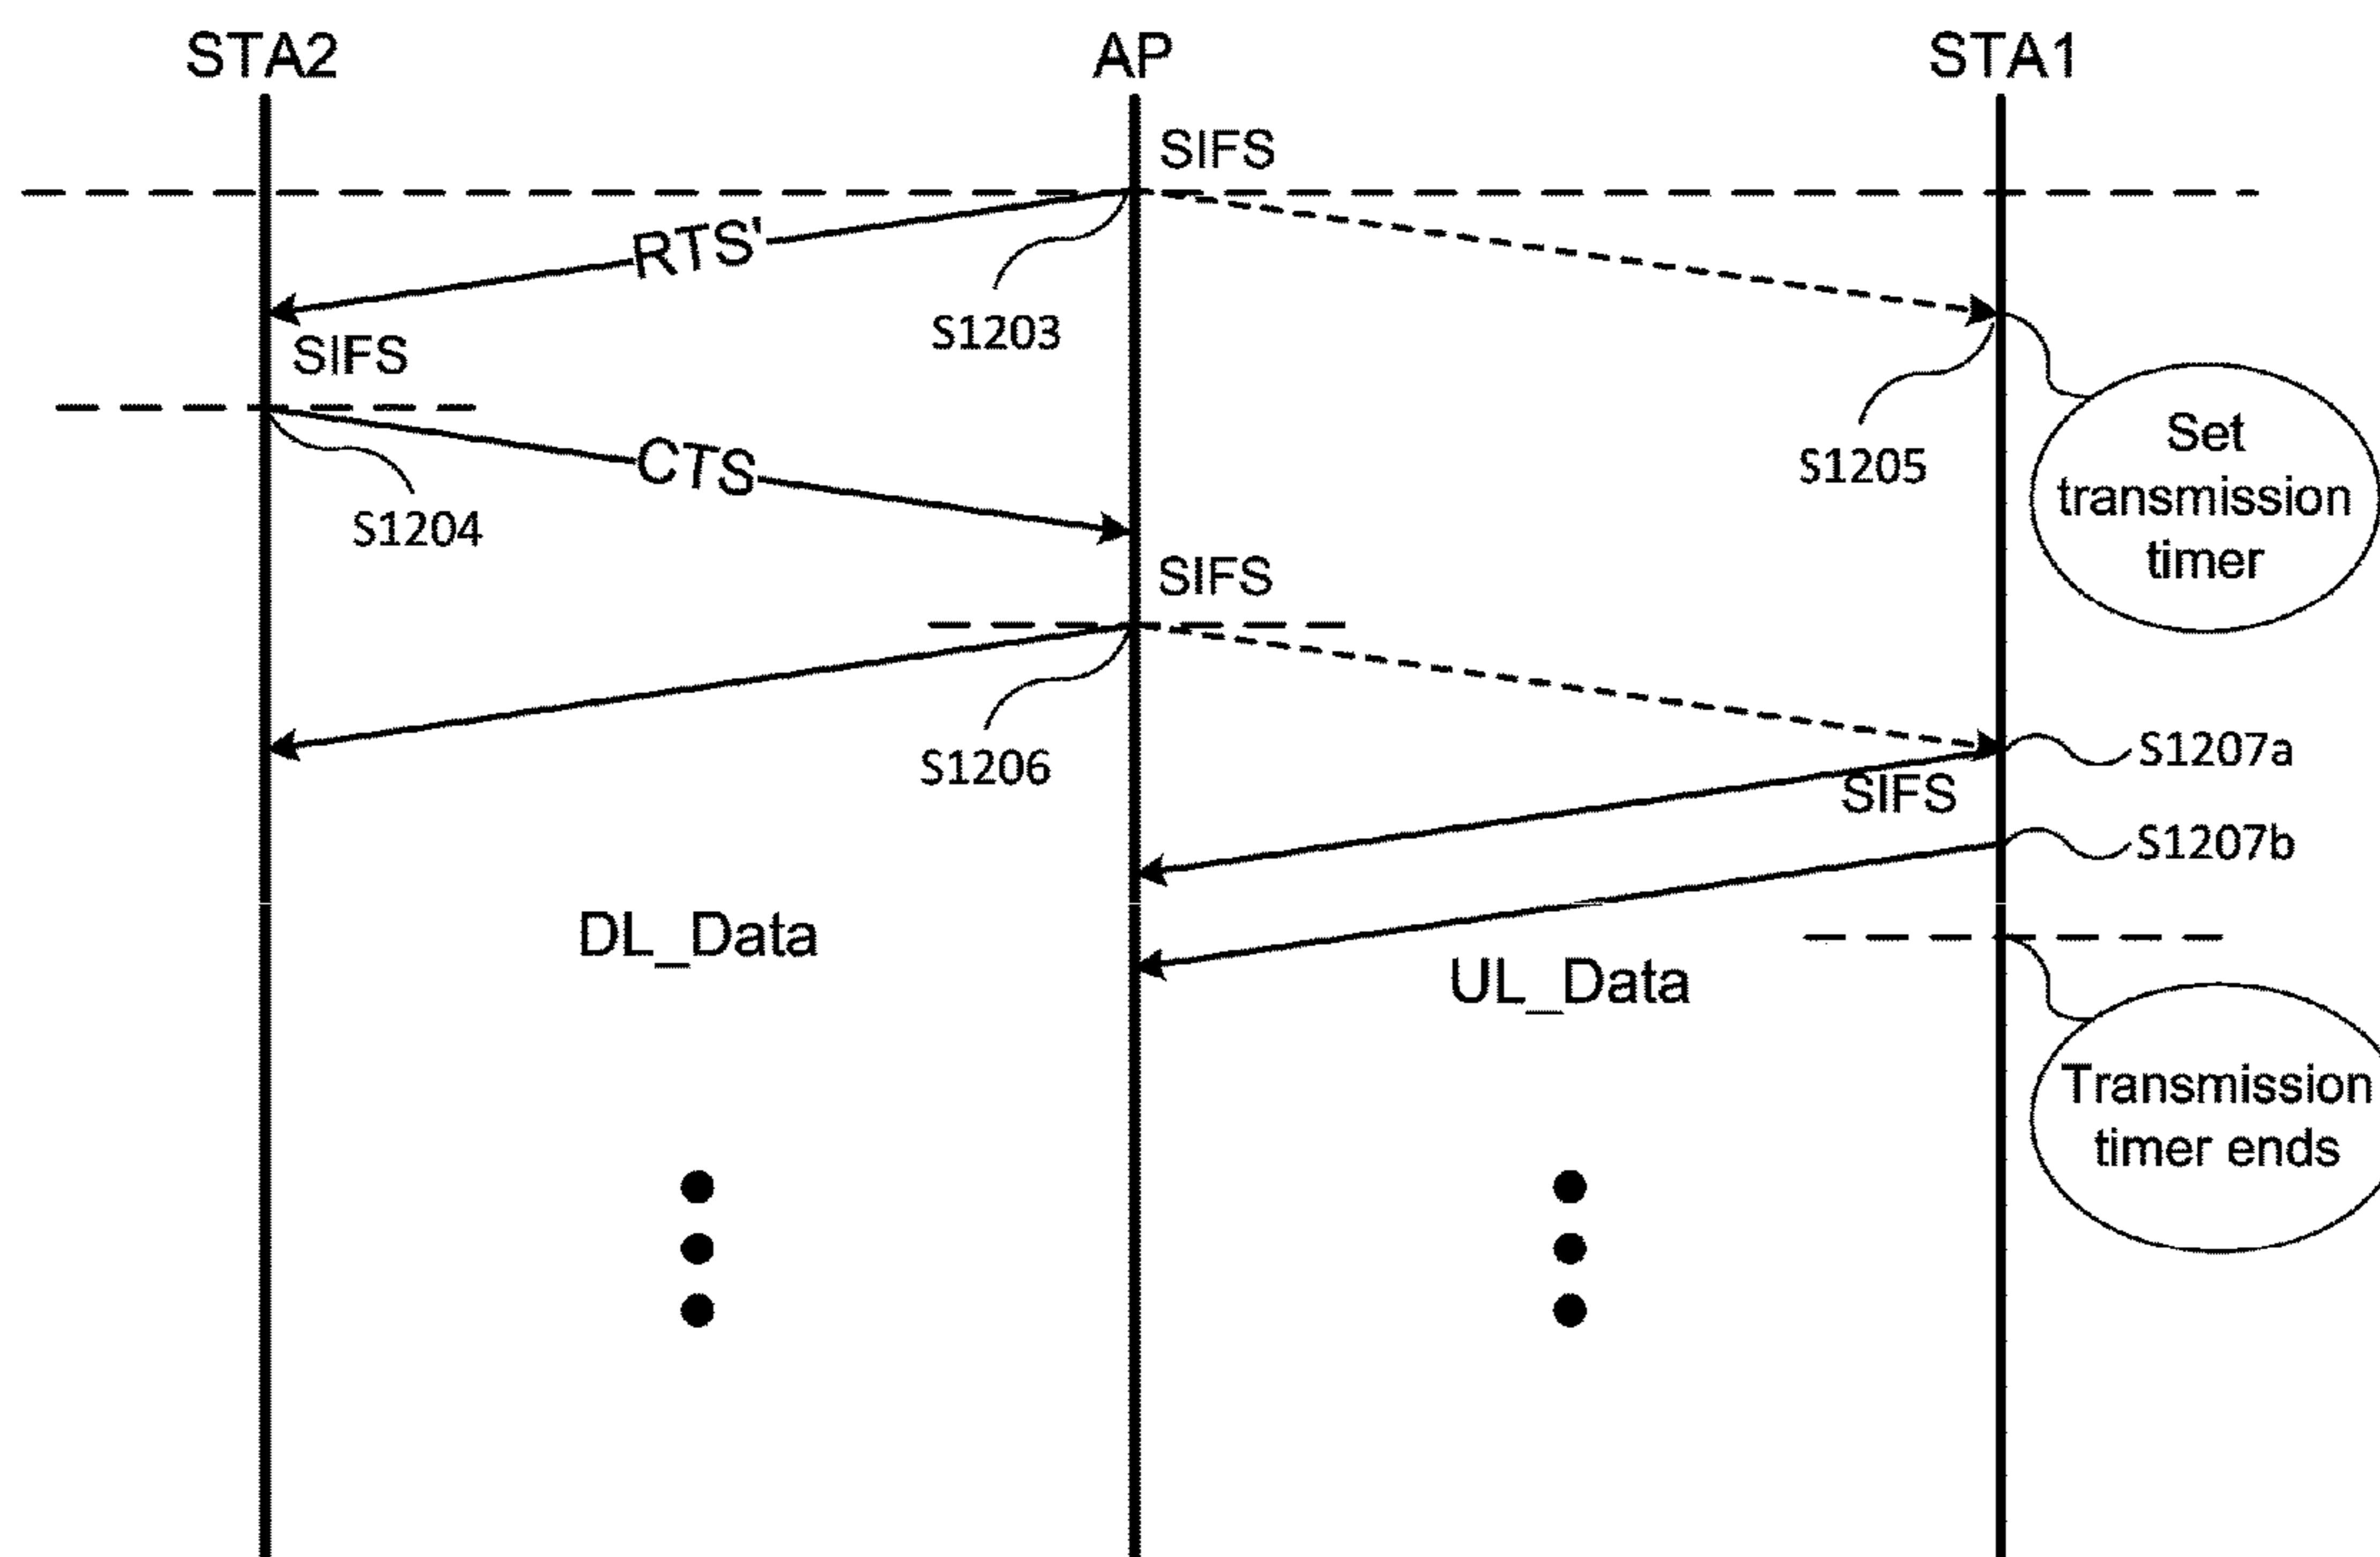 STA2
AP
STA1
SIFS
RTS'
S1203
SIFS
S1205
Set
transmission
timer
CTS
S1204
SIFS
S1206
S1207a
SIFS
S1207b
DL_Data
UL_Data
Transmission
timer ends